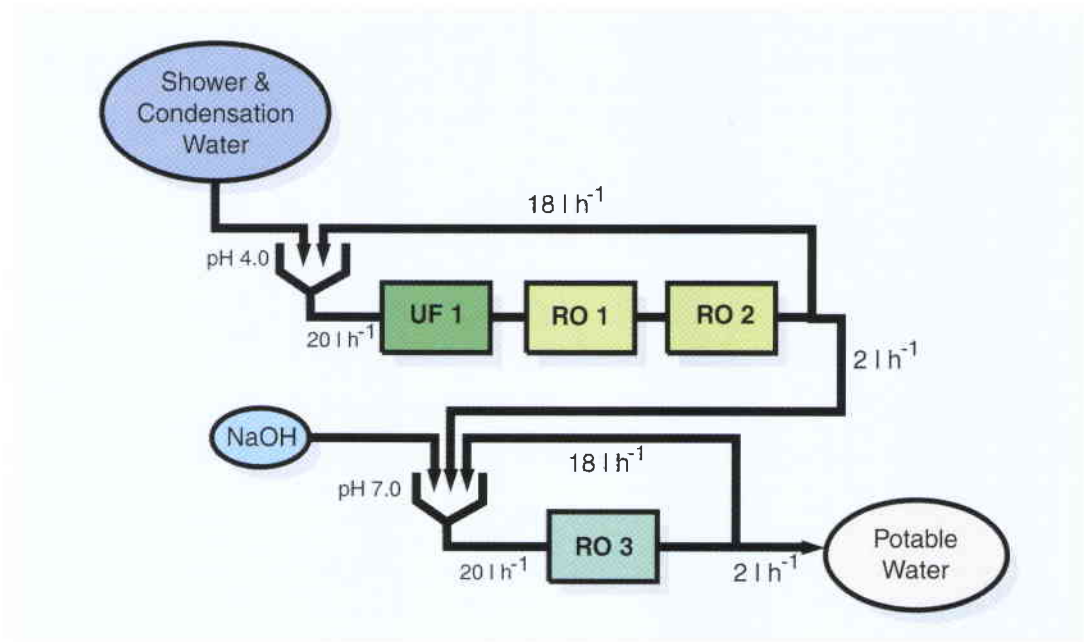 Shower &
Condensation
Water
18 l h⁻¹
pH 4.0
UF 1
RO 1
RO 2
20 l h⁻¹
2 l h⁻¹
NaOH
18 l h⁻¹
pH 7.0
RO 3
Potable
Water
20 l h⁻¹
2 l h⁻¹